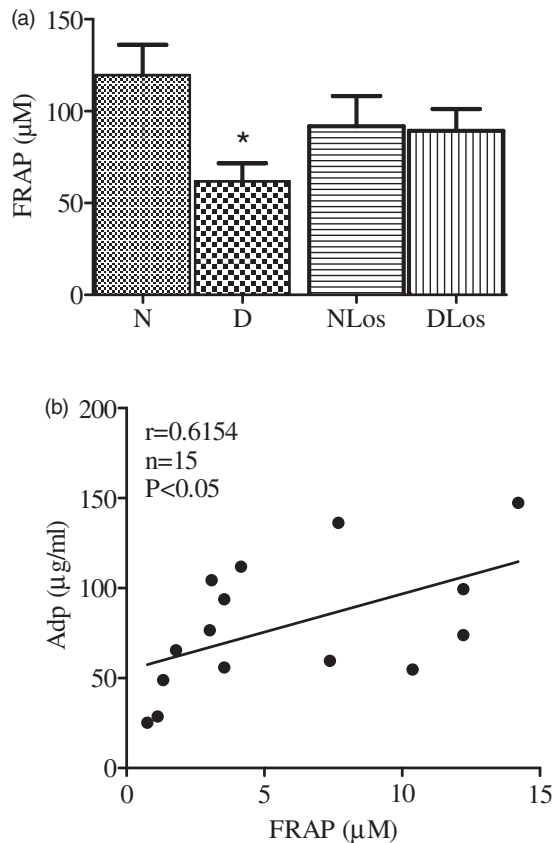 (a)
150
100
50
0
FRAP (μM)
*
N D NLos DLos
(b)
200
150
100
50
0
Adp (μg/ml)
r=0.6154
n=15
P<0.05
0 5 10 15
FRAP (μM)